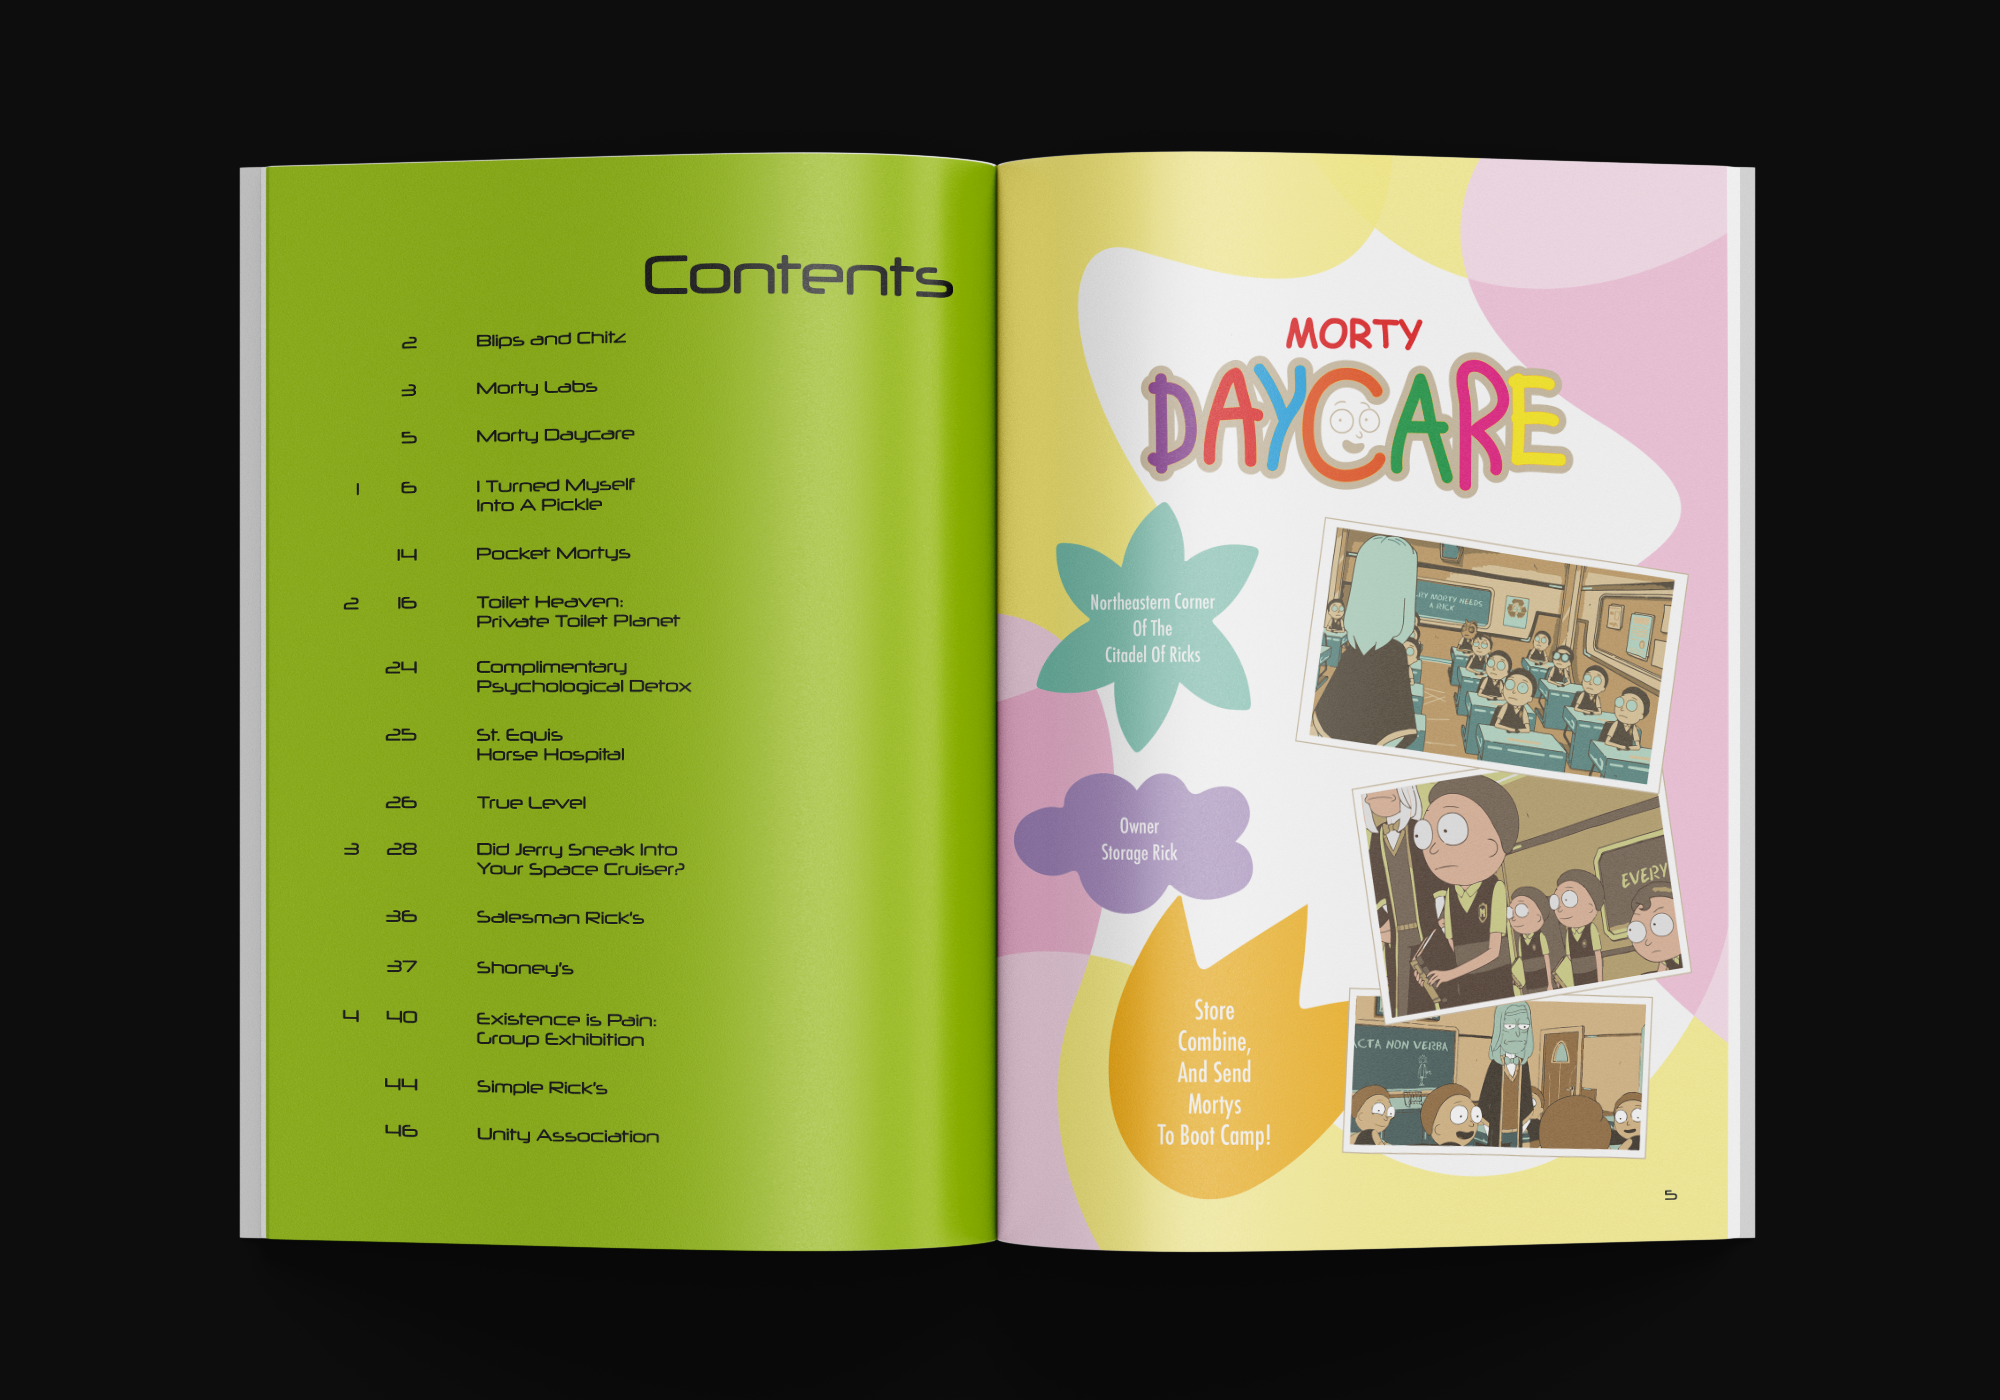 Contents
2 Blips and Chitz
3 Morty Labs
5 Morty Daycare
1 6 I Turned Myself
Into A Pickle
14 Pocket Mortys
2 16 Toilet Heaven:
Private Toilet Planet
24 Complimentary
Psychological Detox
25 St. Equis
Horse Hospital
26 True Level
3 28 Did Jerry Sneak Into
Your Space Cruiser?
36 Salesman Rick's
37 Shoney's
4 40 Existence is Pain:
Group Exhibition
44 Simple Rick's
46 Unity Association
MORTY
DAYCARE
Northeastern Corner
Of The
Citadel Of Ricks
Owner
Storage Rick
Store
Combine,
And Send
Mortys
To Boot Camp!
RY MORTY NEEDS
A RICK
EVERY
ACTA NON VERBA
5